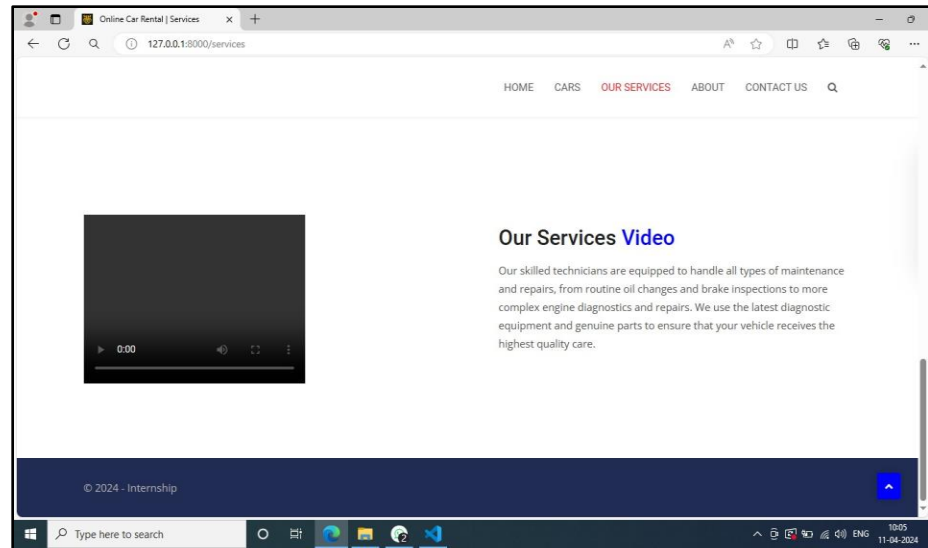 Online Car Rental | Services
127.0.0.1:8000/services
HOME CARS OUR SERVICES ABOUT CONTACT US
Our Services Video
Our skilled technicians are equipped to handle all types of maintenance
and repairs, from routine oil changes and brake inspections to more
complex engine diagnostics and repairs. We use the latest diagnostic
equipment and genuine parts to ensure that your vehicle receives the
highest quality care.
0:00
© 2024 - Internship
Type here to search
2
ENG
10:05
11-04-2024